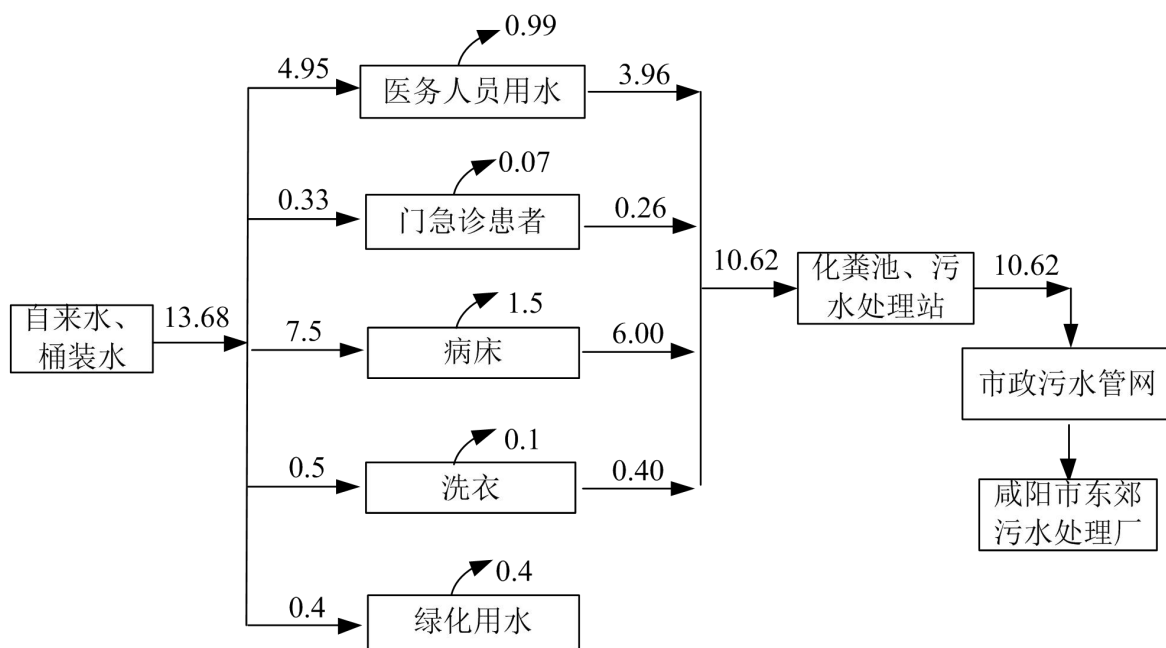 0.99
4.95
医务人员用水
3.96
0.07
0.33
门急诊患者
0.26
自来水、
桶装水
13.68
1.5
7.5
病床
6.00
0.1
0.5
洗衣
0.40
0.4
0.4
绿化用水
10.62
化粪池、污
水处理站
10.62
市政污水管网
咸阳市东郊
污水处理厂